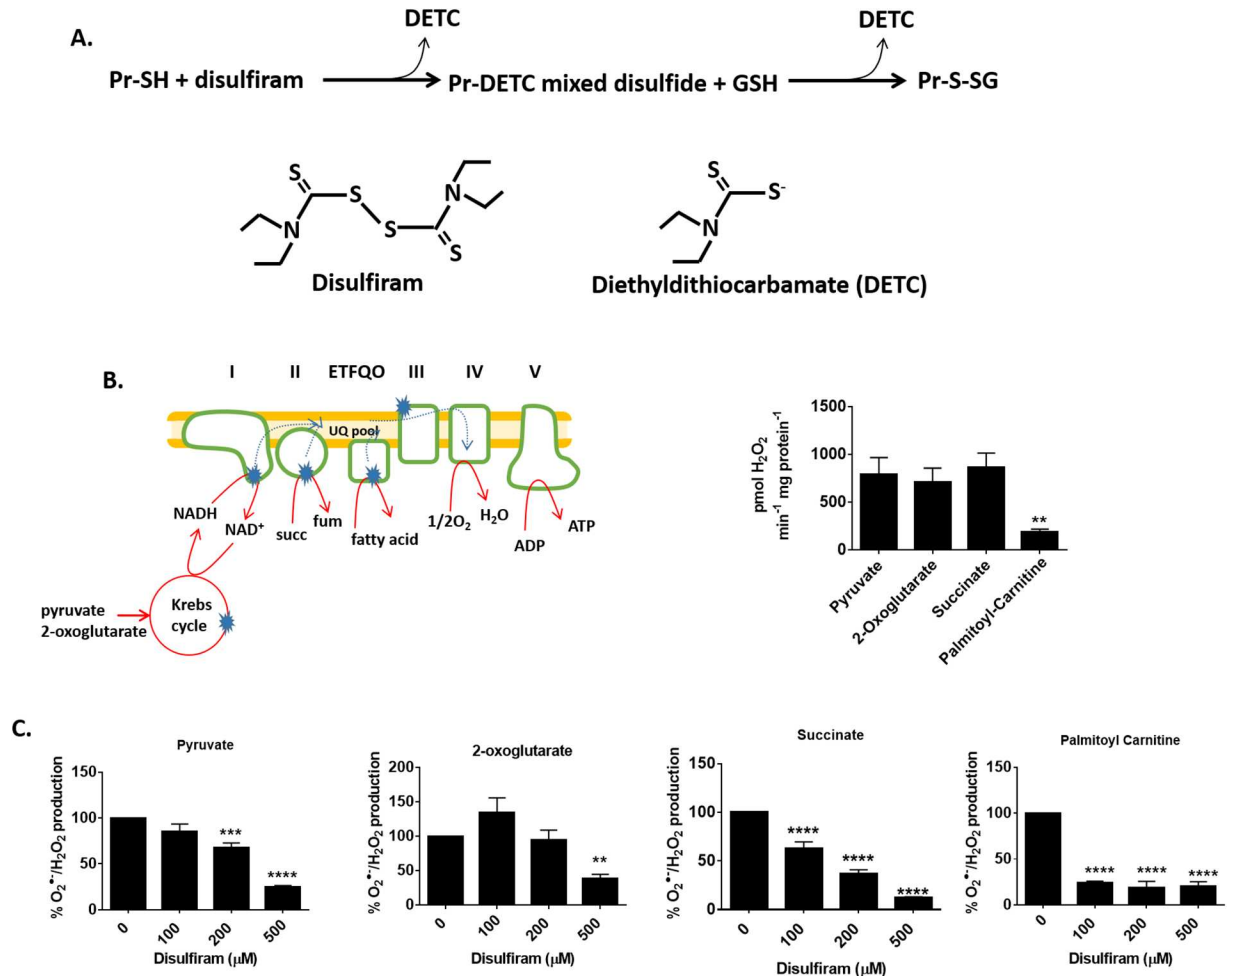 A.
DETC
DETC
Pr-SH + disulfiram
Pr-DETC mixed disulfide + GSH
Pr-S-SG
S
S
S
N
N
S
S
Disulfiram
S
S-
N
Diethyldithiocarbamate (DETC)
B.
I
II
ETFQO
III
IV
V
UQ pool
NADH
NAD+
succ
fum
fatty acid
1/2O2
H2O
ADP
ATP
pyruvate
2-oxoglutarate
Krebs
cycle
pmol H2O2
min-1 mg protein-1
1500
1000
500
0
**
Pyruvate
2-Oxoglutarate
Succinate
Palmitoyl-Carnitine
C.
Pyruvate
% O2•-/H2O2 production
150
100
50
0
***
****
0
100
200
500
Disulfiram (μM)
2-oxoglutarate
% O2•-/H2O2 production
200
150
100
50
0
**
0
100
200
500
Disulfiram (μM)
Succinate
% O2•-/H2O2 production
150
100
50
0
****
****
****
0
100
200
500
Disulfiram (μM)
Palmitoyl Carnitine
% O2•-/H2O2 production
150
100
50
0
****
****
****
0
100
200
500
Disulfiram (μM)